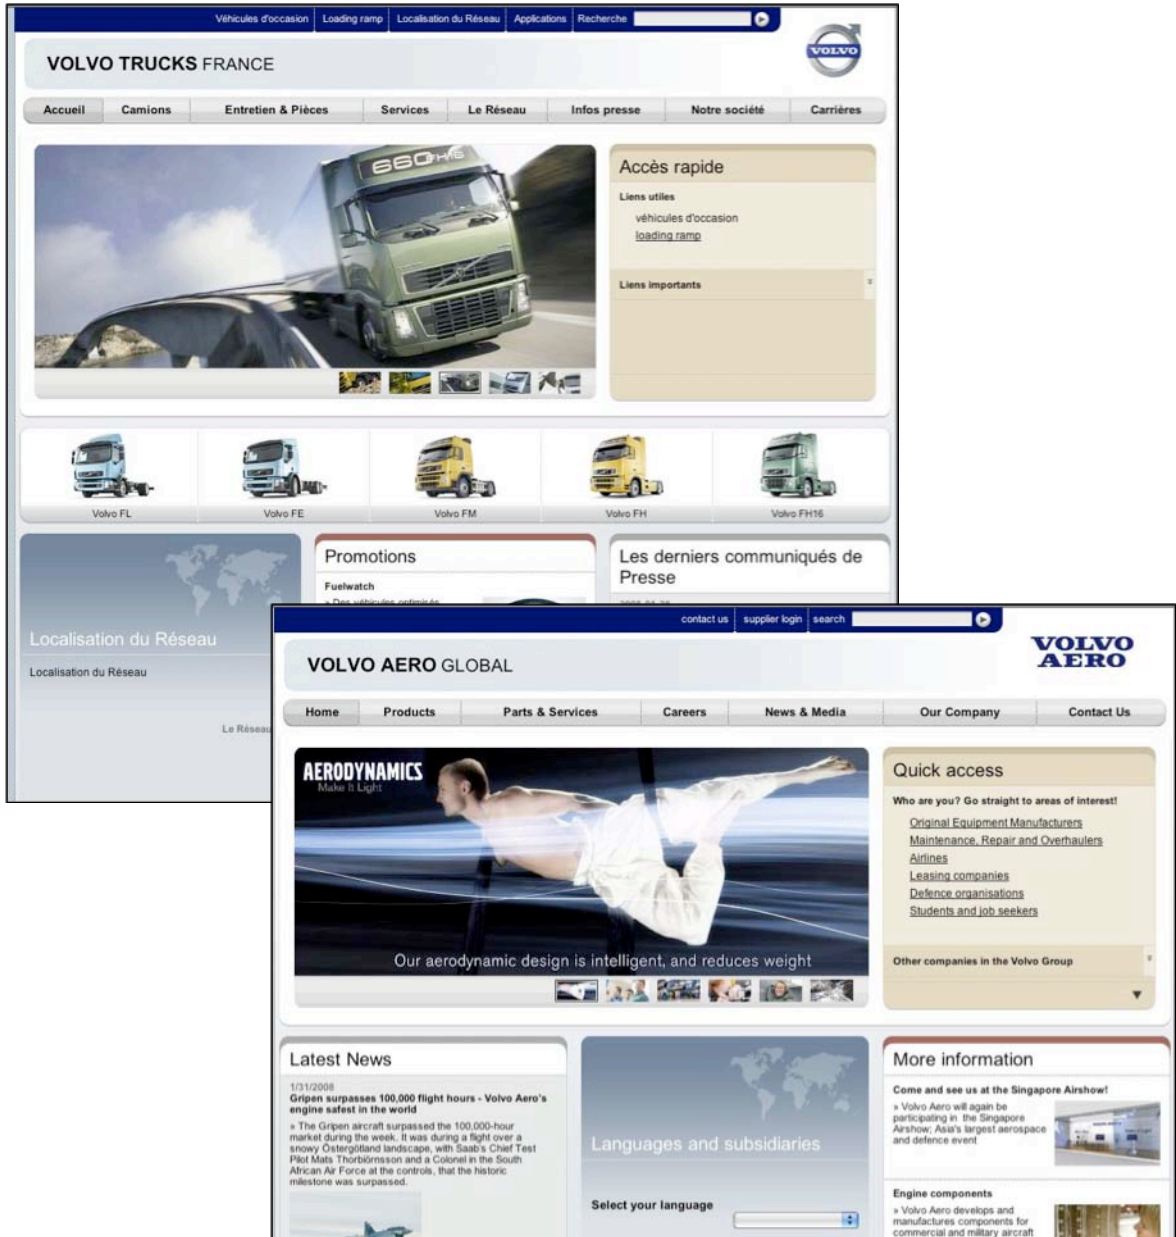 Véhicules d'occasion Loading ramp Localisation du Réseau Applications Recherche
VOLVO
VOLVO TRUCKS FRANCE
Accueil Camions Entretien & Pièces Services Le Réseau Infos presse Notre société Carrières
660 FH16
Accès rapide
Liens utiles
véhicules d'occasion
loading ramp
Liens importants
Volvo FL Volvo FE Volvo FM Volvo FH Volvo FH16
Localisation du Réseau
Localisation du Réseau
Le Réseau
Promotions
Fuelwatch
» Des véhicules optimisés
Les derniers communiqués de
Presse
contact us supplier login search
VOLVO
AERO
VOLVO AERO GLOBAL
Home Products Parts & Services Careers News & Media Our Company Contact Us
AERODYNAMICS
Make It Light
Our aerodynamic design is intelligent, and reduces weight
Quick access
Who are you? Go straight to areas of interest!
Original Equipment Manufacturers
Maintenance, Repair and Overhaulers
Airlines
Leasing companies
Defence organisations
Students and job seekers
Other companies in the Volvo Group
Latest News
1/31/2008
Gripen surpasses 100,000 flight hours - Volvo Aero's
engine safest in the world
» The Gripen aircraft surpassed the 100,000-hour
market during the week. It was during a flight over a
snowy Östergötland landscape, with Saab's Chief Test
Pilot Mats Thorbiörnsson and a Colonel in the South
African Air Force at the controls, that the historic
milestone was surpassed.
Languages and subsidiaries
Select your language
More information
Come and see us at the Singapore Airshow!
» Volvo Aero will again be
participating in the Singapore
Airshow; Asia's largest aerospace
and defence event
Engine components
» Volvo Aero develops and
manufactures components for
commercial and military aircraft